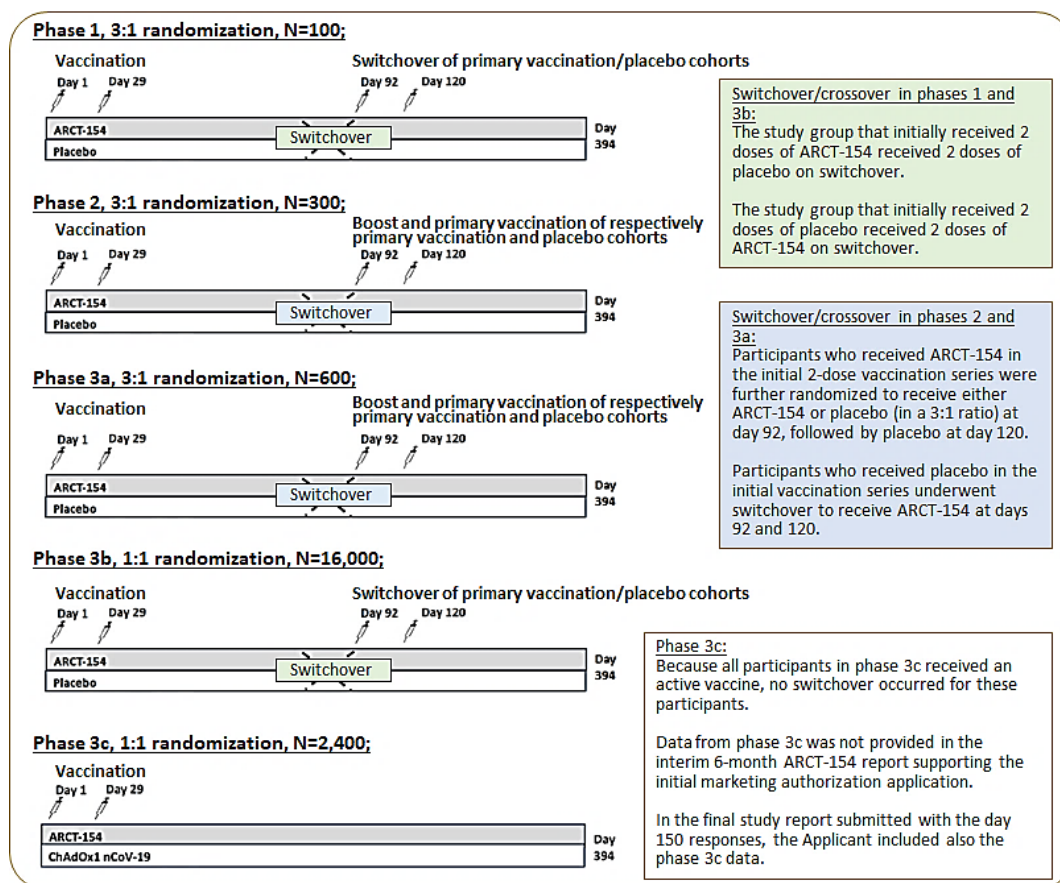 Phase 1, 3:1 randomization, N=100;
Vaccination
Day 1
Day 29
Switchover of primary vaccination/placebo cohorts
Day 92
Day 120
ARCT-154
Placebo
Switchover
Day
394
Phase 2, 3:1 randomization, N=300;
Vaccination
Day 1
Day 29
Boost and primary vaccination of respectively
primary vaccination and placebo cohorts
Day 92
Day 120
ARCT-154
Placebo
Switchover
Day
394
Phase 3a, 3:1 randomization, N=600;
Vaccination
Day 1
Day 29
Boost and primary vaccination of respectively
primary vaccination and placebo cohorts
Day 92
Day 120
ARCT-154
Placebo
Switchover
Day
394
Phase 3b, 1:1 randomization, N=16,000;
Vaccination
Day 1
Day 29
Switchover of primary vaccination/placebo cohorts
Day 92
Day 120
ARCT-154
Placebo
Switchover
Day
394
Phase 3c, 1:1 randomization, N=2,400;
Vaccination
Day 1
Day 29
ARCT-154
ChAdOx1 nCoV-19
Day
394
Switchover/crossover in phases 1 and
3b:
The study group that initially received 2
doses of ARCT-154 received 2 doses of
placebo on switchover.
The study group that initially received 2
doses of placebo received 2 doses of
ARCT-154 on switchover.
Switchover/crossover in phases 2 and
3a:
Participants who received ARCT-154 in
the initial 2-dose vaccination series were
further randomized to receive either
ARCT-154 or placebo (in a 3:1 ratio) at
day 92, followed by placebo at day 120.
Participants who received placebo in the
initial vaccination series underwent
switchover to receive ARCT-154 at days
92 and 120.
Phase 3c:
Because all participants in phase 3c received an
active vaccine, no switchover occurred for these
participants.
Data from phase 3c was not provided in the
interim 6-month ARCT-154 report supporting the
initial marketing authorization application.
In the final study report submitted with the day
150 responses, the Applicant included also the
phase 3c data.